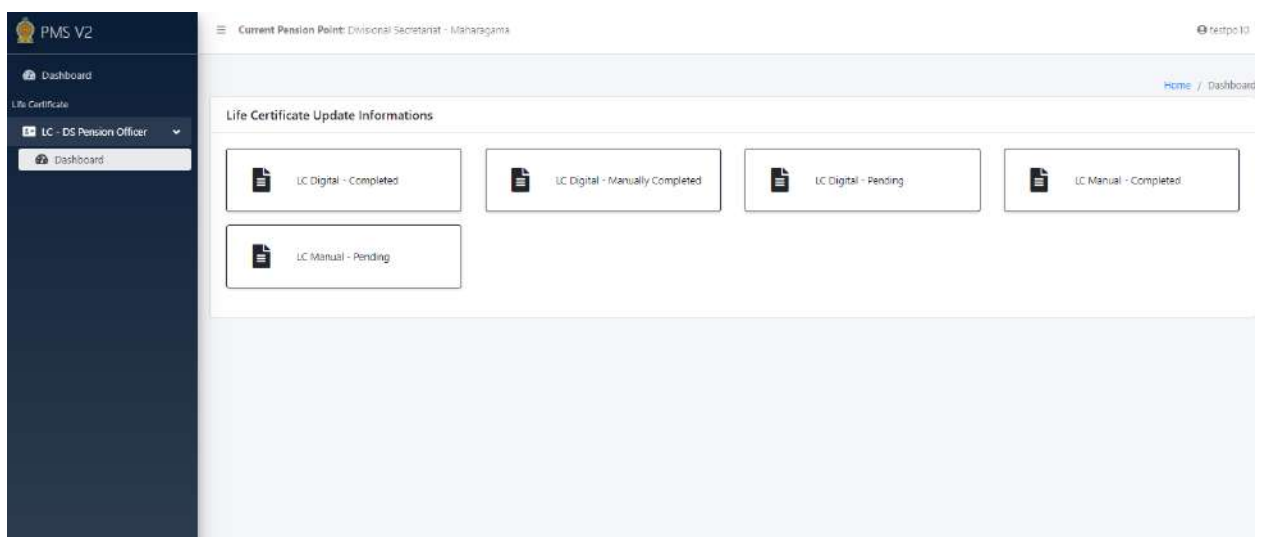 PMS V2
Current Pension Point: Divisional Secretariat - Maharagama
testpo10
Dashboard
Home / Dashboard
Life Certificate
Life Certificate Update Informations
LC - DS Pension Officer
Dashboard
LC Digital - Completed
LC Digital - Manually Completed
LC Digital - Pending
LC Manual - Completed
LC Manual - Pending